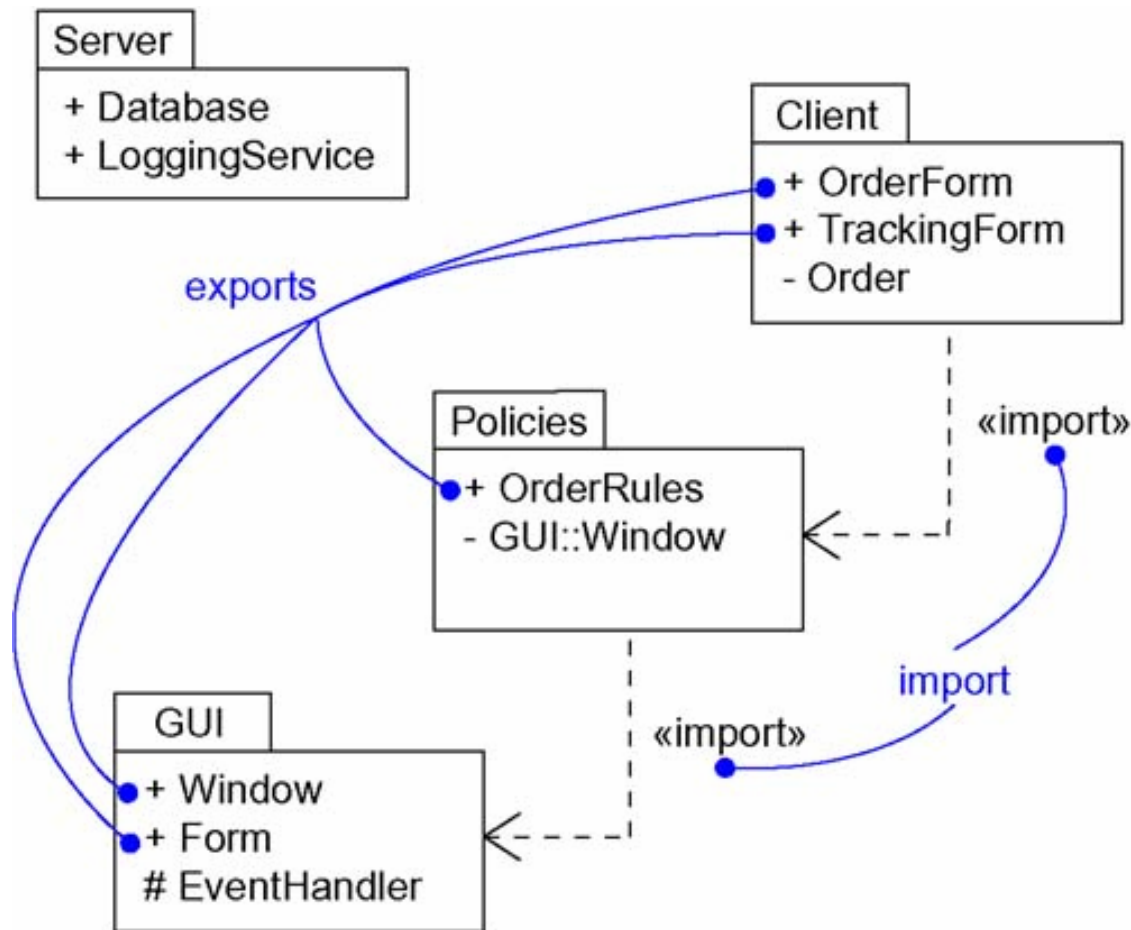 Server
+ Database
+ LoggingService
Client
+ OrderForm
+ TrackingForm
- Order
exports
Policies
+ OrderRules
- GUI::Window
«import»
import
«import»
GUI
+ Window
+ Form
# EventHandler